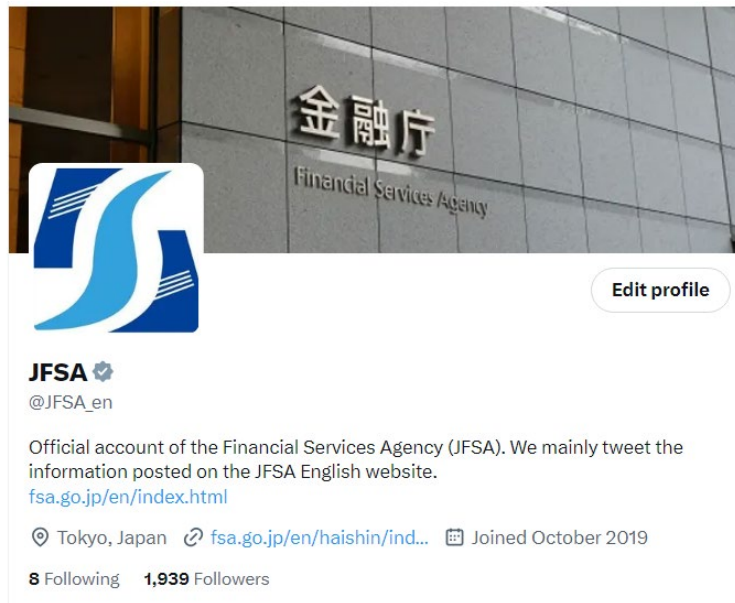 金融庁
Financial Services Agency
Edit profile
JFSA
@JFSA_en
Official account of the Financial Services Agency (JFSA). We mainly tweet the
information posted on the JFSA English website.
fsa.go.jp/en/index.html
Tokyo, Japan fsa.go.jp/en/haishin/ind... Joined October 2019
8 Following 1,939 Followers